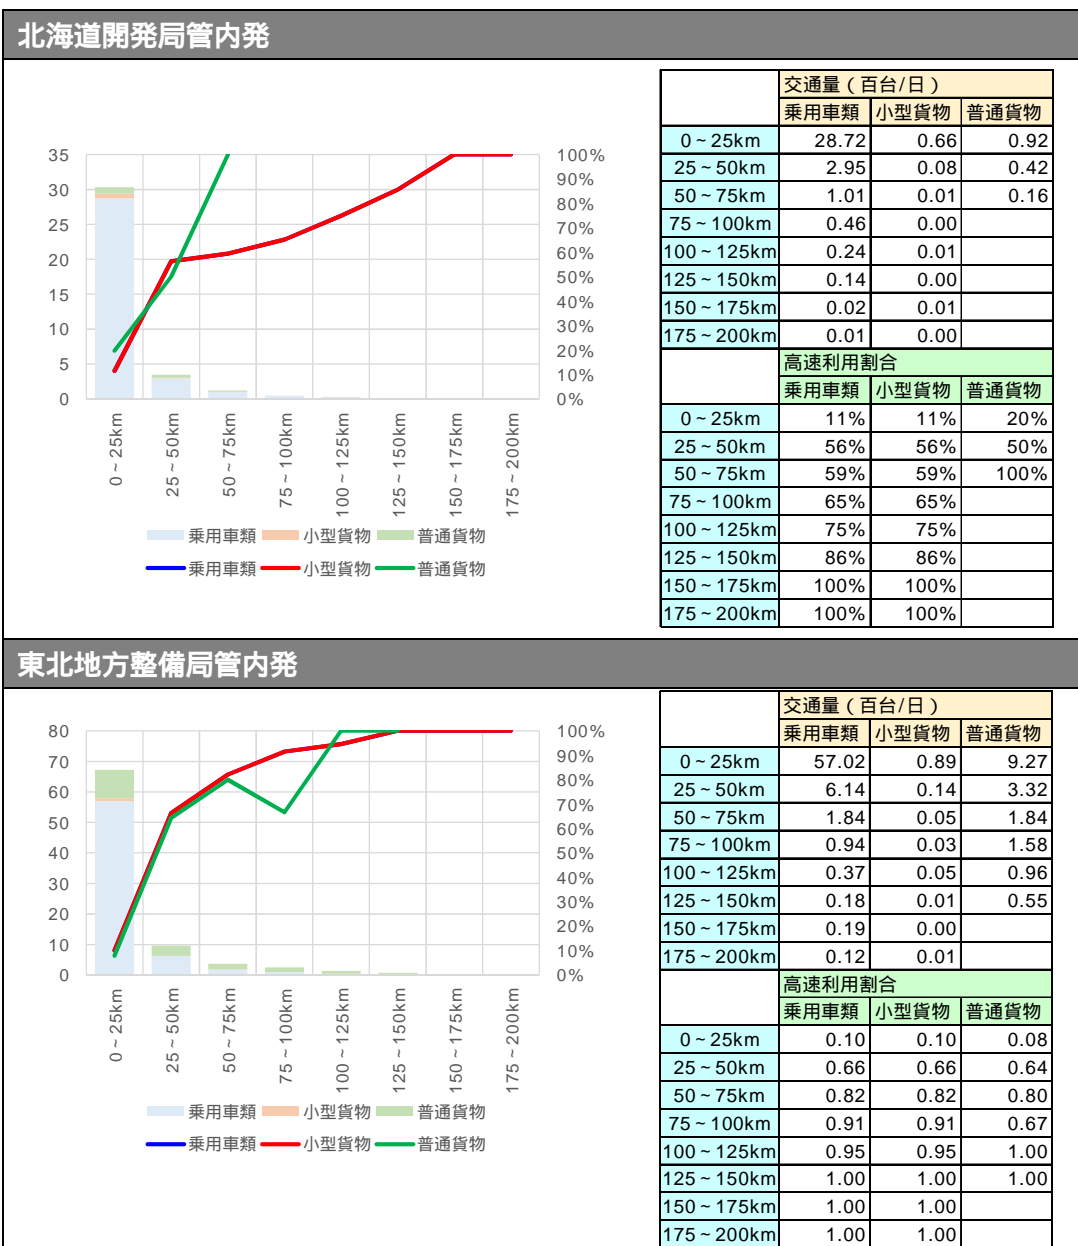 北海道開発局管内発
35
30
25
20
15
10
5
0
100%
90%
80%
70%
60%
50%
40%
30%
20%
10%
0%
0~25km
25~50km
50~75km
75~100km
100~125km
125~150km
150~175km
175~200km
乗用車類 小型貨物 普通貨物
乗用車類 小型貨物 普通貨物
交通量(百台/日)
乗用車類 小型貨物 普通貨物
0~25km 28.72 0.66 0.92
25~50km 2.95 0.08 0.42
50~75km 1.01 0.01 0.16
75~100km 0.46 0.00
100~125km 0.24 0.01
125~150km 0.14 0.00
150~175km 0.02 0.01
175~200km 0.01 0.00
高速利用割合
乗用車類 小型貨物 普通貨物
0~25km 11% 11% 20%
25~50km 56% 56% 50%
50~75km 59% 59% 100%
75~100km 65% 65%
100~125km 75% 75%
125~150km 86% 86%
150~175km 100% 100%
175~200km 100% 100%
東北地方整備局管内発
80
70
60
50
40
30
20
10
0
100%
90%
80%
70%
60%
50%
40%
30%
20%
10%
0%
0~25km
25~50km
50~75km
75~100km
100~125km
125~150km
150~175km
175~200km
乗用車類 小型貨物 普通貨物
乗用車類 小型貨物 普通貨物
交通量(百台/日)
乗用車類 小型貨物 普通貨物
0~25km 57.02 0.89 9.27
25~50km 6.14 0.14 3.32
50~75km 1.84 0.05 1.84
75~100km 0.94 0.03 1.58
100~125km 0.37 0.05 0.96
125~150km 0.18 0.01 0.55
150~175km 0.19 0.00
175~200km 0.12 0.01
高速利用割合
乗用車類 小型貨物 普通貨物
0~25km 0.10 0.10 0.08
25~50km 0.66 0.66 0.64
50~75km 0.82 0.82 0.80
75~100km 0.91 0.91 0.67
100~125km 0.95 0.95 1.00
125~150km 1.00 1.00 1.00
150~175km 1.00 1.00
175~200km 1.00 1.00